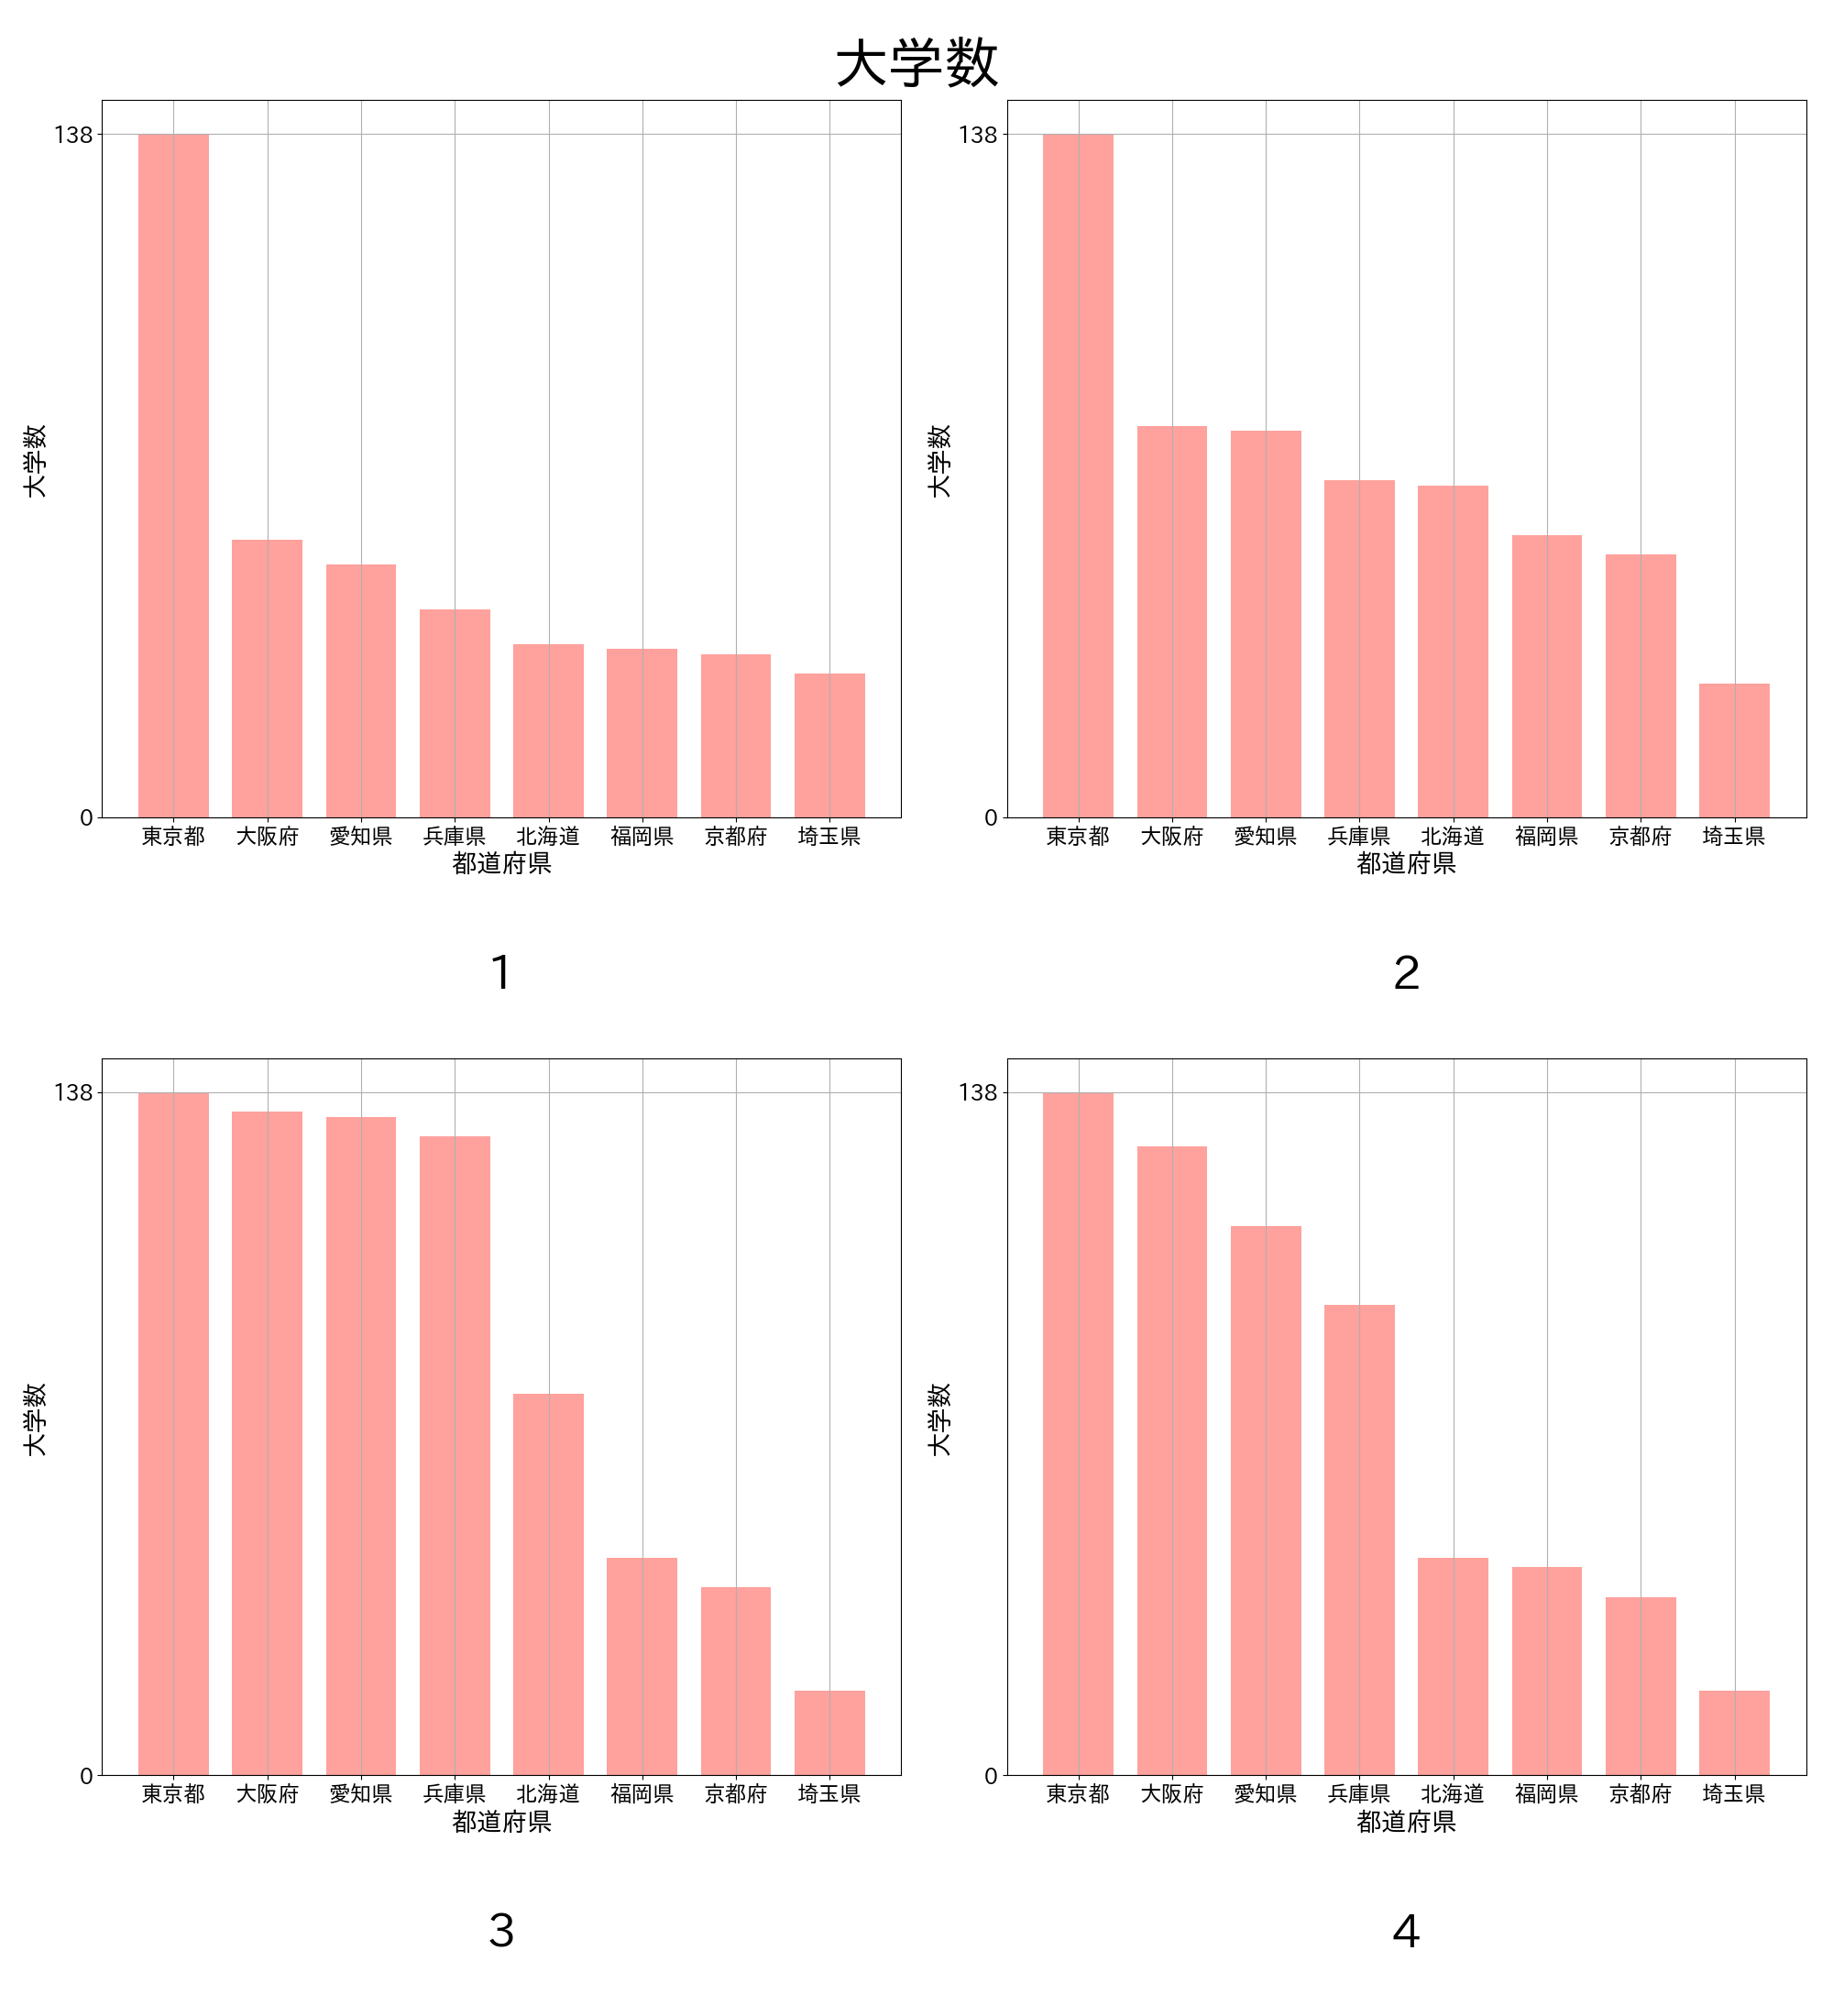 大学数
138
0
大学数
東京都 大阪府 愛知県 兵庫県 北海道 福岡県 京都府 埼玉県
都道府県
1
138
0
大学数
東京都 大阪府 愛知県 兵庫県 北海道 福岡県 京都府 埼玉県
都道府県
2
138
0
大学数
東京都 大阪府 愛知県 兵庫県 北海道 福岡県 京都府 埼玉県
都道府県
3
138
0
大学数
東京都 大阪府 愛知県 兵庫県 北海道 福岡県 京都府 埼玉県
都道府県
4